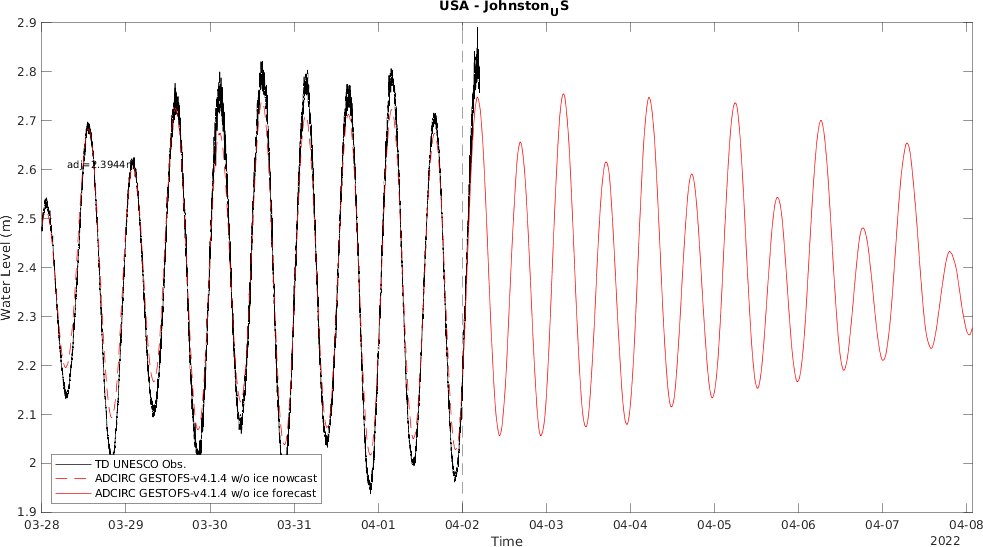 USA - Johnston_US
2.9
2.8
2.7
2.6
2.5
2.4
2.3
2.2
2.1
2
1.9
Water Level (m)
adj=2.3944m
TD UNESCO Obs.
ADCIRC GESTOFS-v4.1.4 w/o ice nowcast
ADCIRC GESTOFS-v4.1.4 w/o ice forecast
03-28 03-29 03-30 03-31 04-01 04-02 04-03 04-04 04-05 04-06 04-07 04-08
Time
2022